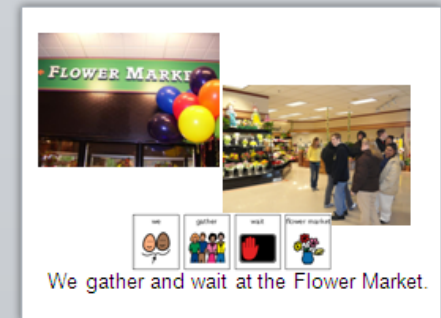 FLOWER MARKE
we gather wait flower market
We gather and wait at the Flower Market.